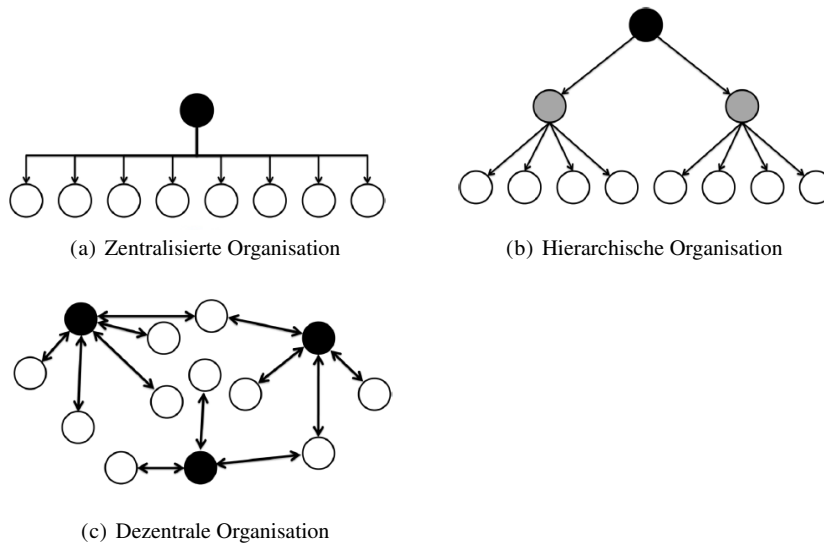 (a) Zentralisierte Organisation
(b) Hierarchische Organisation
(c) Dezentrale Organisation